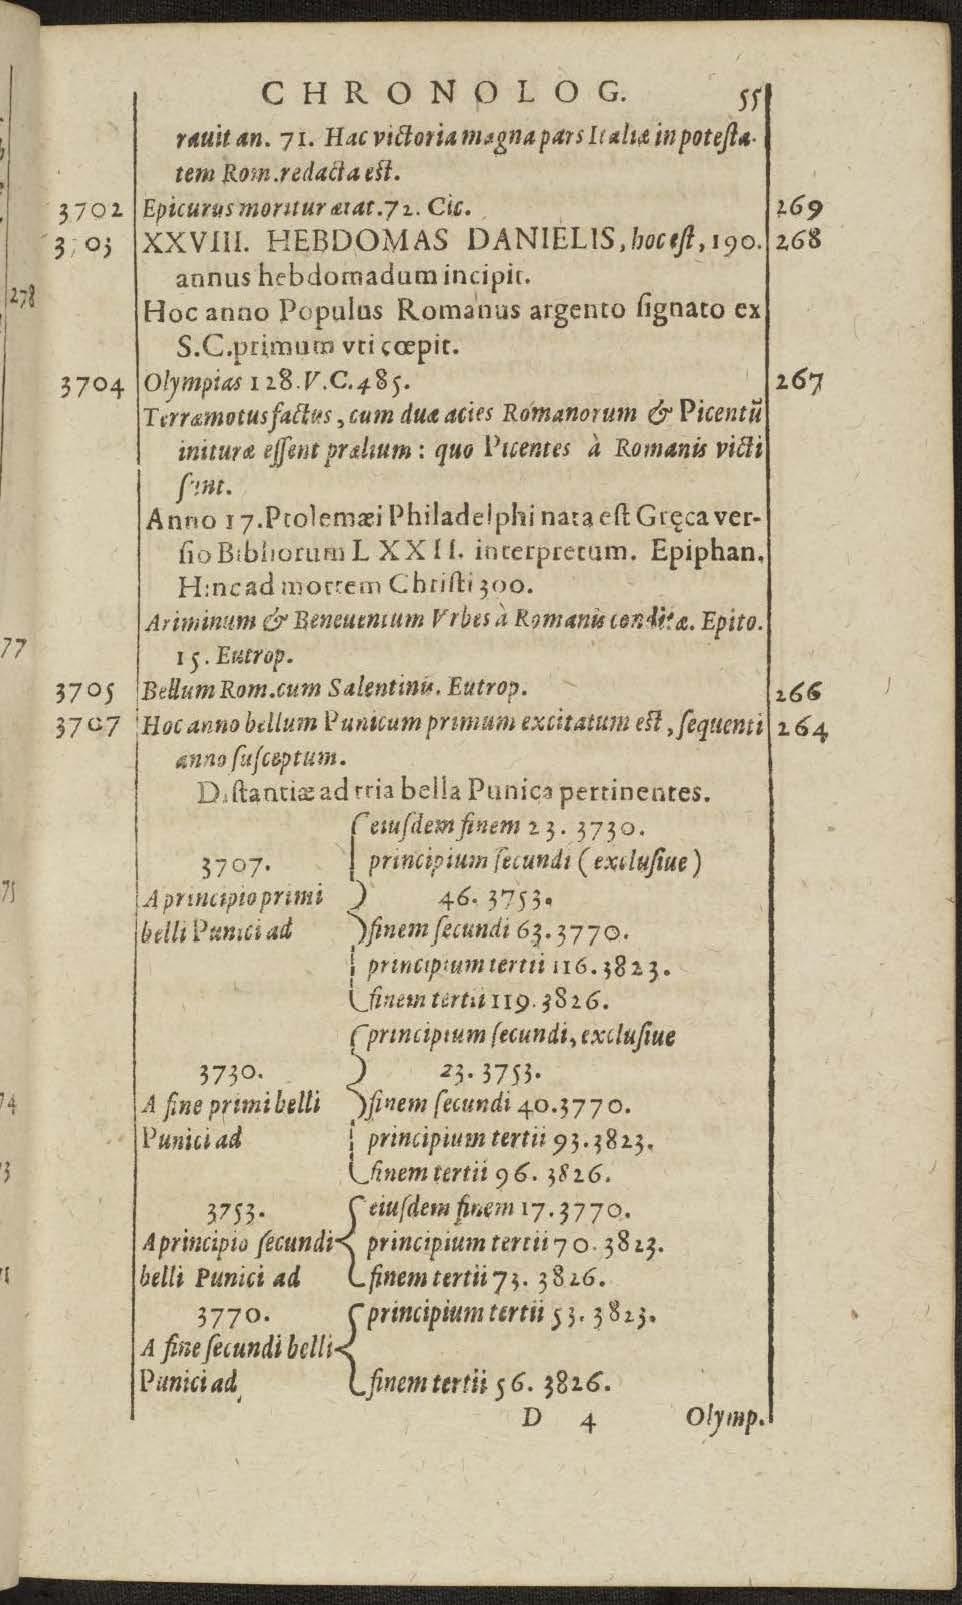 CHRONOLOG. 55
rauit an. 71. Hac victoria magna pars Italiæ in potesta-
tem Rom. redacta est.
3702 Epicurus moritur ætat. 72. Cic. 269
3703 XXVIII. HEBDOMAS DANIELIS, hoc est, 190. 268
annus hebdomadum incipit.
278
Hoc anno Populus Romanus argento signato ex
S.C. primum vti cœpit.
3704 Olympias 128. V.C. 485. 267
Terræmotus factus, cum duæ acies Romanorum & Picentū
inituræ essent prælium: quo Picentes à Romanis victi
sunt.
Anno 17. Ptolemæi Philadelphi nata est Gręca ver-
sio Bibliorum LXXII. interpretum. Epiphan.
Hinc ad mortem Christi 300.
Ariminum & Beneuentum Vrbes à Romanis conditæ. Epito.
77
15. Eutrop.
3705 Bellum Rom. cum Salentinis. Eutrop. 266
3707 Hoc anno bellum Punicum primum excitatum est, sequenti 264
anno susceptum.
Distantiæ ad tria bella Punica pertinentes.
eiusdem finem 23. 3730.
3707. principium secundi (exclusiue)
75
A principio primi 46. 3753.
belli Punici ad finem secundi 63. 3770.
principium tertii 116. 3823.
finem tertii 119. 3826.
principium secundi, exclusiue
3730. 23. 3753.
74
A fine primi belli finem secundi 40. 3770.
Punici ad principium tertii 93. 3823.
finem tertii 96. 3826.
3753. eiusdem finem 17. 3770.
A principio secundi principium tertii 70. 3823.
belli Punici ad finem tertii 73. 3826.
3770. principium tertii 53. 3823.
A fine secundi belli
Punici ad finem tertii 56. 3826.
D 4 Olymp.